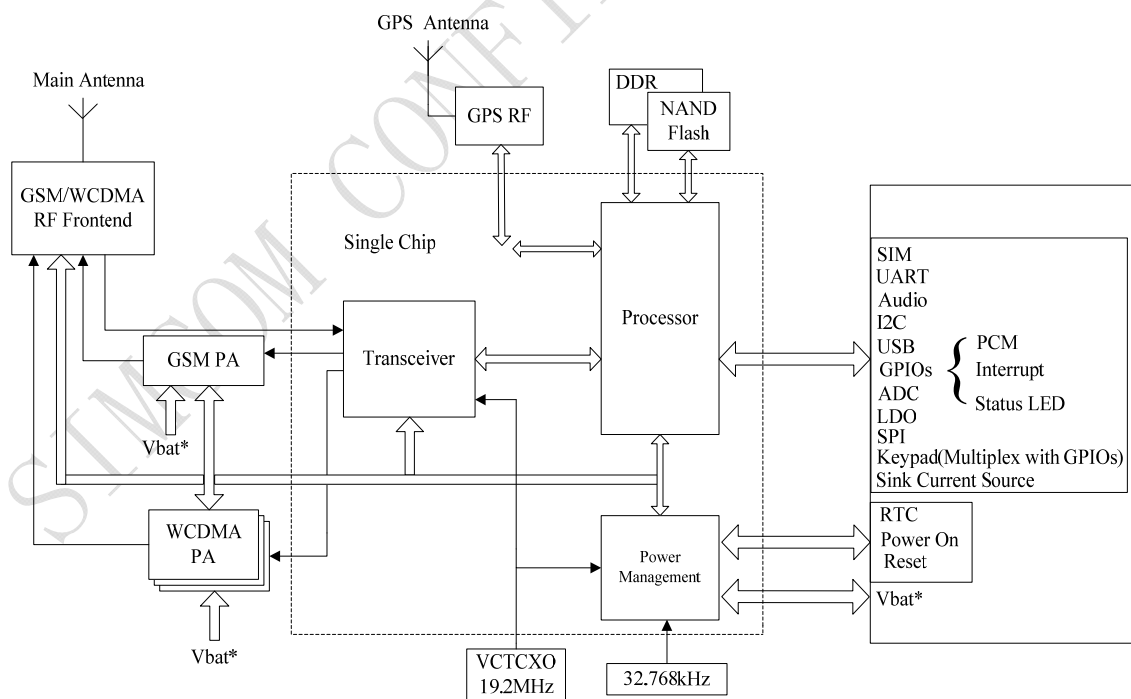 SIMCOM CONFI
GPS Antenna
Main Antenna
GPS RF
DDR
NAND
Flash
GSM/WCDMA
RF Frontend
Single Chip
Transceiver
Processor
GSM PA
Vbat*
WCDMA
PA
Vbat*
Power
Management
VCTCXO
19.2MHz
32.768kHz
SIM
UART
Audio
I2C
USB
GPIOs
ADC
LDO
SPI
Keypad(Multiplex with GPIOs)
Sink Current Source
PCM
Interrupt
Status LED
RTC
Power On
Reset
Vbat*